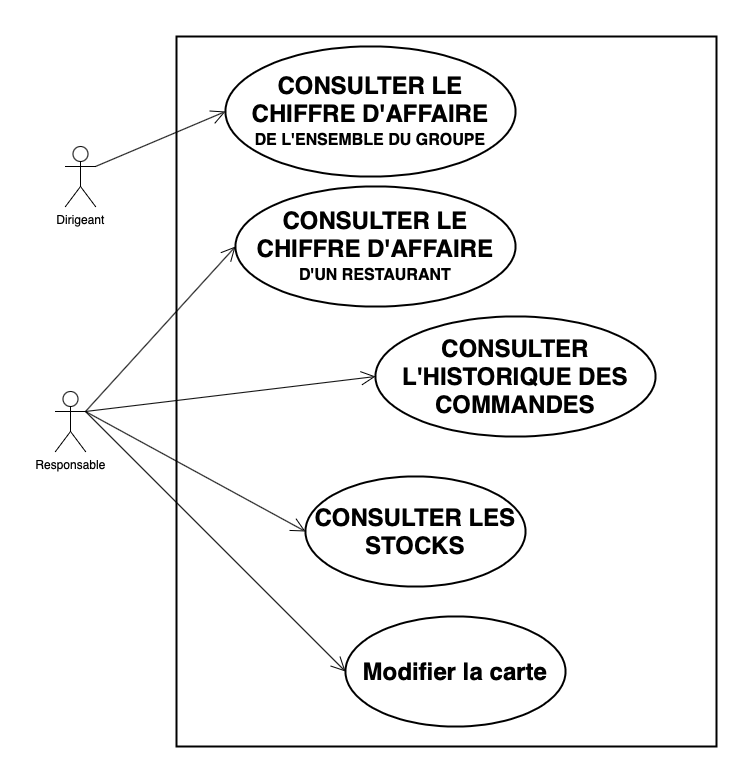 CONSULTER LE
CHIFFRE D'AFFAIRE
DE L'ENSEMBLE DU GROUPE
Dirigeant
CONSULTER LE
CHIFFRE D'AFFAIRE
D'UN RESTAURANT
CONSULTER
L'HISTORIQUE DES
COMMANDES
Responsable
CONSULTER LES
STOCKS
Modifier la carte